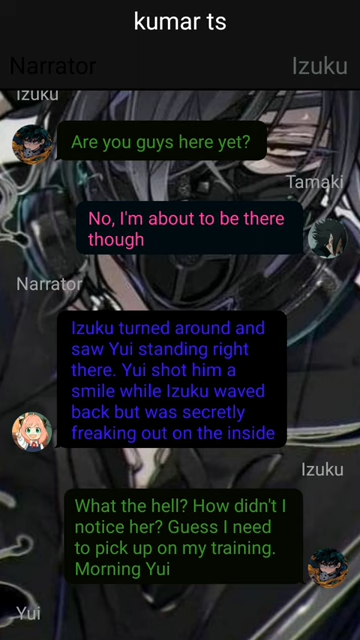 kumar ts
Narrator
Izuku
Izuku
Are you guys here yet?
Tamaki
No, I'm about to be there
though
Narrator
Izuku turned around and
saw Yui standing right
there. Yui shot him a
smile while Izuku waved
back but was secretly
freaking out on the inside
Izuku
What the hell? How didn't I
notice her? Guess I need
to pick up on my training.
Morning Yui
Yui